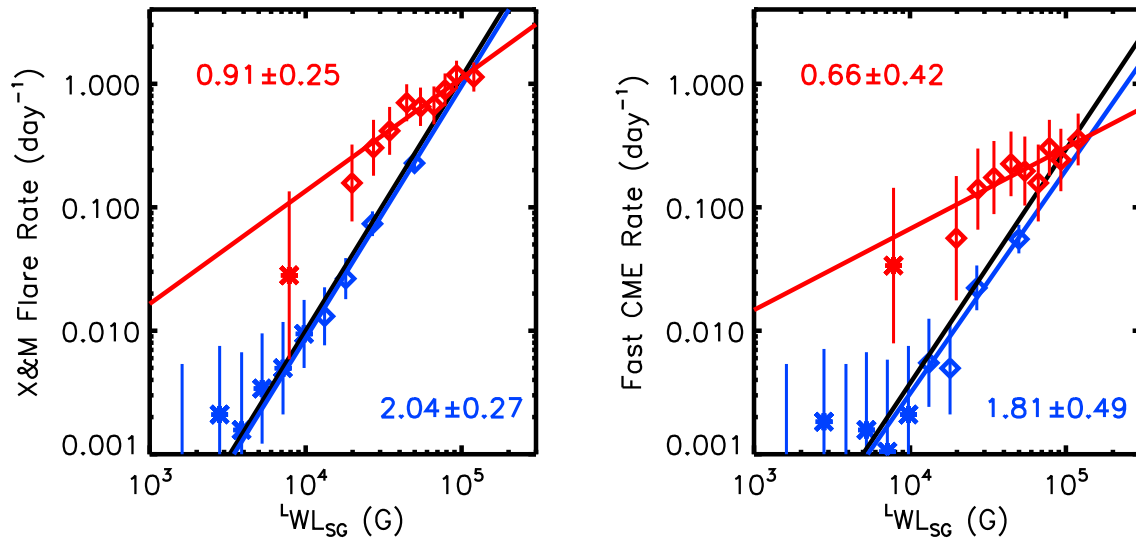 0.91±0.25
2.04±0.27
X&M Flare Rate (day⁻¹)
1.000
0.100
0.010
0.001
10³ 10⁴ 10⁵
ᴸWL_SG (G)
0.66±0.42
1.81±0.49
Fast CME Rate (day⁻¹)
1.000
0.100
0.010
0.001
10³ 10⁴ 10⁵
ᴸWL_SG (G)